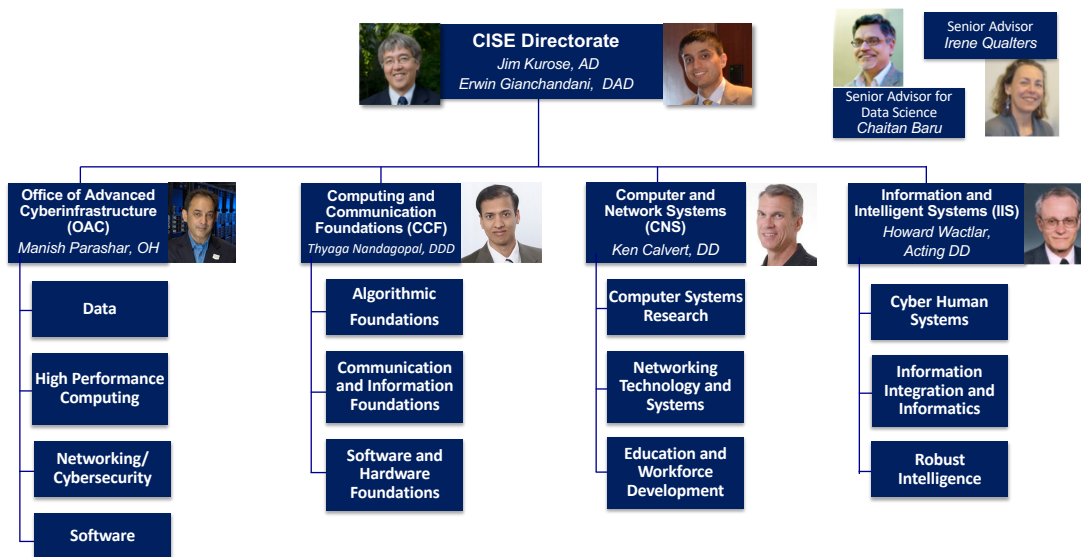 CISE Directorate
Jim Kurose, AD
Erwin Gianchandani, DAD
Senior Advisor
Irene Qualters
Senior Advisor for
Data Science
Chaitan Baru
Office of Advanced
Cyberinfrastructure
(OAC)
Manish Parashar, OH
Data
High Performance
Computing
Networking/
Cybersecurity
Software
Computing and
Communication
Foundations (CCF)
Thyaga Nandagopal, DDD
Algorithmic
Foundations
Communication
and Information
Foundations
Software and
Hardware
Foundations
Computer and
Network Systems
(CNS)
Ken Calvert, DD
Computer Systems
Research
Networking
Technology and
Systems
Education and
Workforce
Development
Information and
Intelligent Systems (IIS)
Howard Wactlar,
Acting DD
Cyber Human
Systems
Information
Integration and
Informatics
Robust
Intelligence